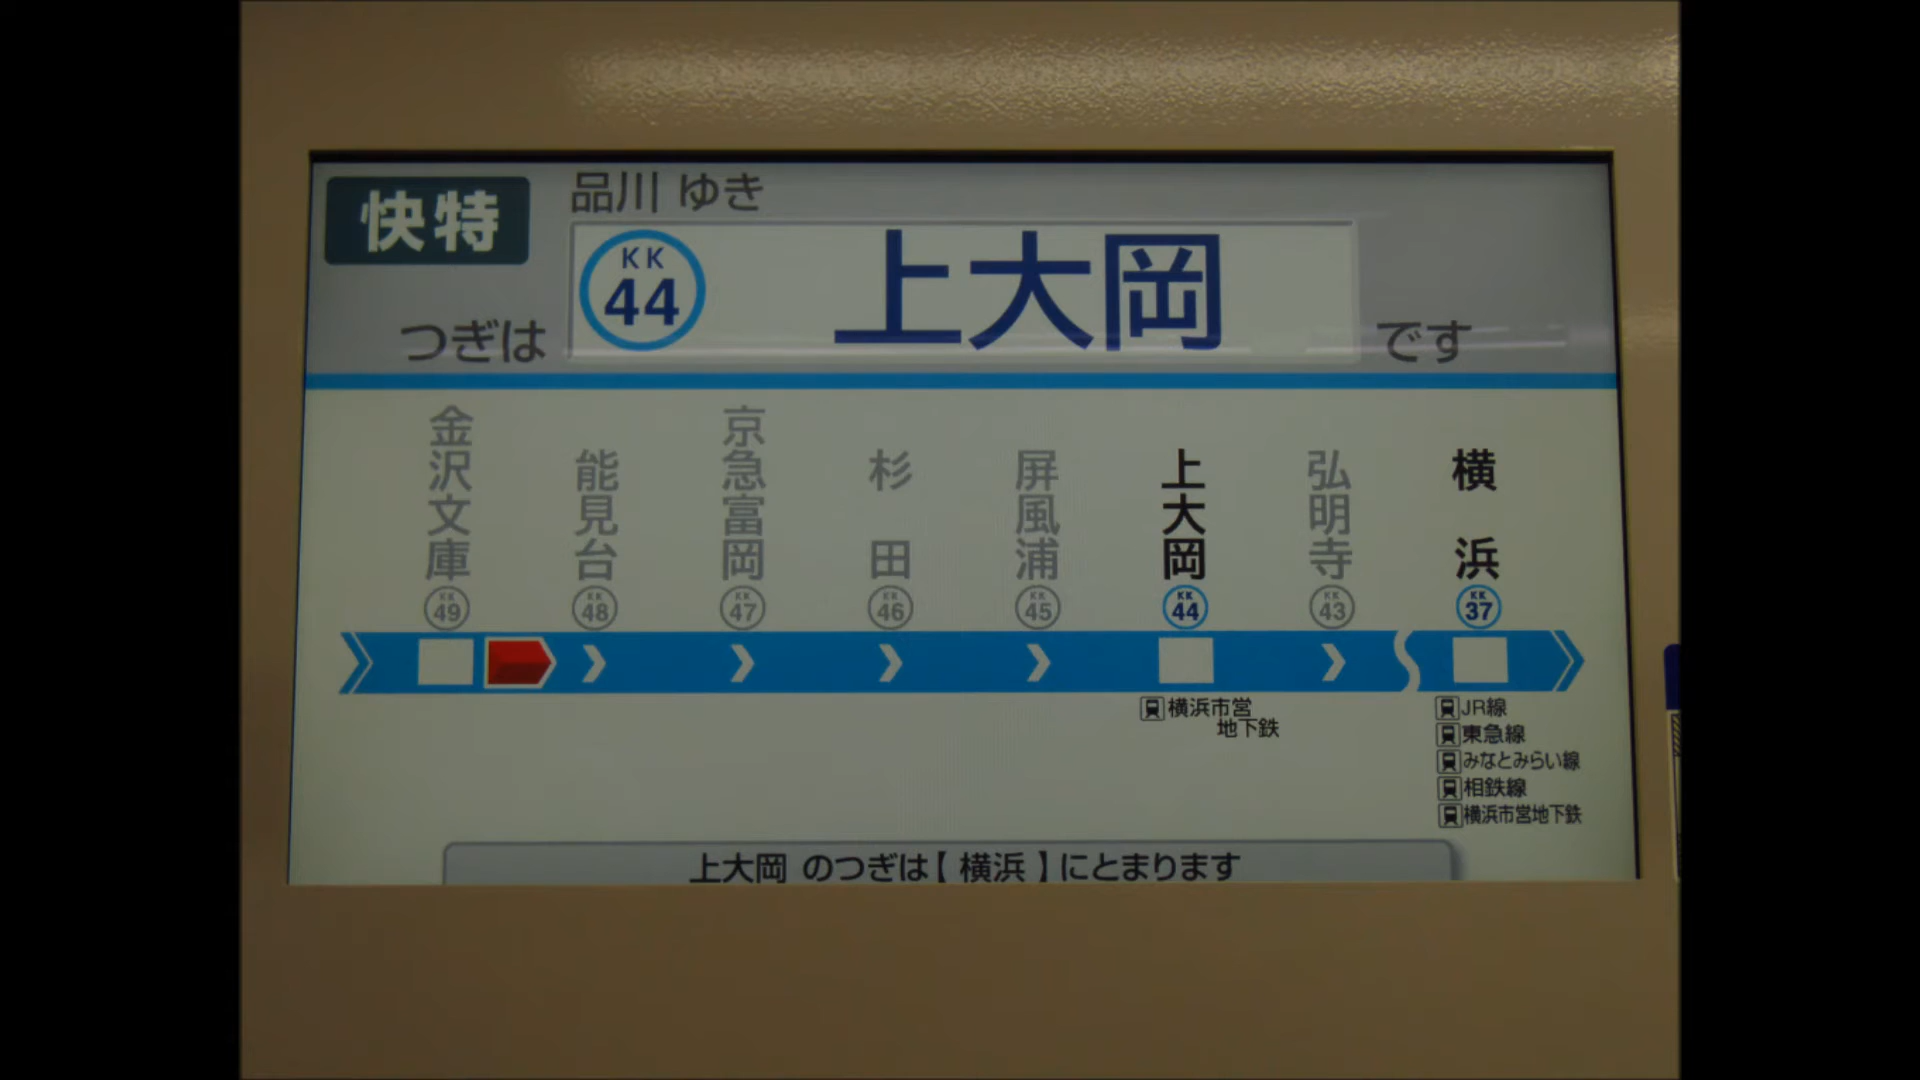 快特
品川 ゆき
KK
44
上大岡
つぎは
です
金沢文庫
能見台
京急富岡
杉田
屏風浦
上大岡
弘明寺
横浜
KK
49
KK
48
KK
47
KK
46
KK
45
KK
44
KK
43
KK
37
横浜市営
地下鉄
JR線
東急線
みなとみらい線
相鉄線
横浜市営地下鉄
上大岡 のつぎは【 横浜 】にとまります